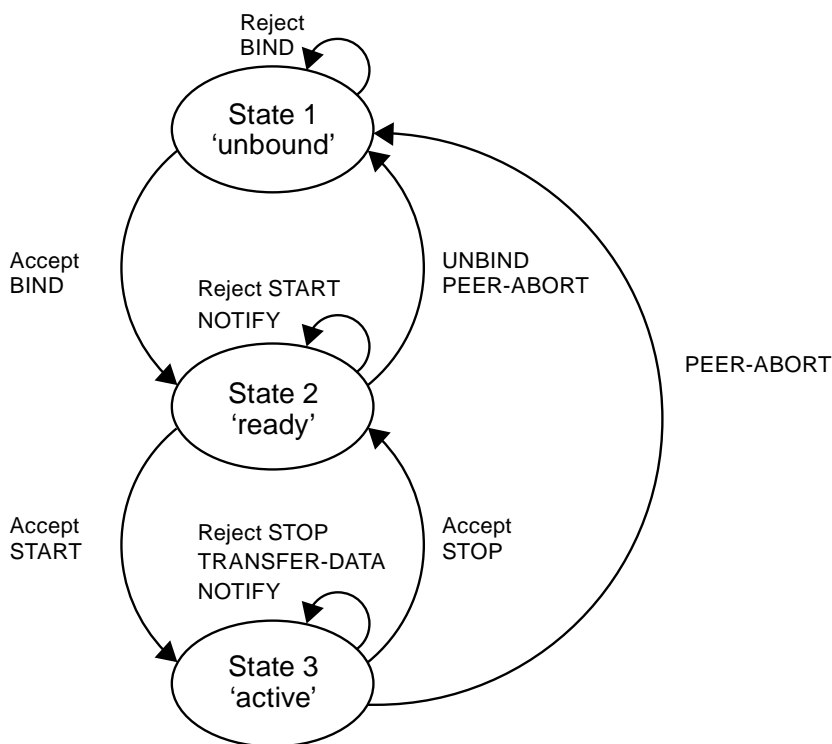 Reject
BIND
State 1
‘unbound’
Accept
BIND
UNBIND
PEER-ABORT
Reject START
NOTIFY
PEER-ABORT
State 2
‘ready’
Accept
START
Reject STOP
TRANSFER-DATA
NOTIFY
Accept
STOP
State 3
‘active’